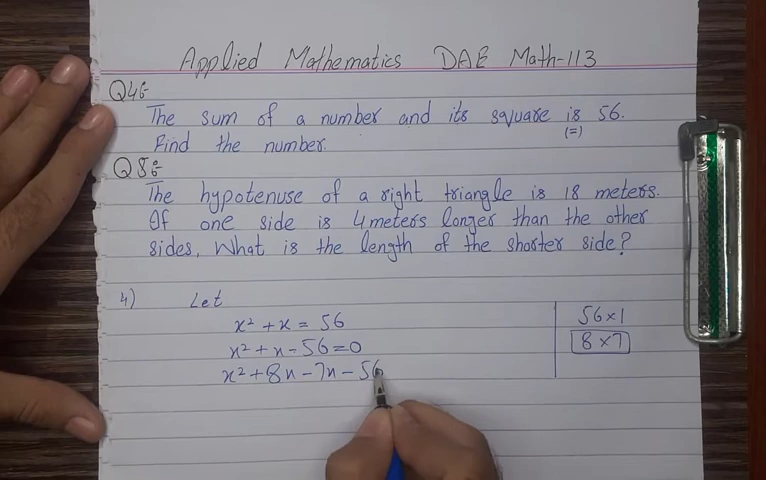 Applied Mathematics DAE Math-113
Q4:-
The sum of a number and its square is 56.
(=)
Find the number.
Q5:-
The hypotenuse of a right triangle is 18 meters.
If one side is 4 meters longer than the other
sides. What is the length of the shorter side?
4) Let
x² + x = 56
x² + x - 56 = 0
x² + 8x - 7x - 56
56 × 1
8 × 7